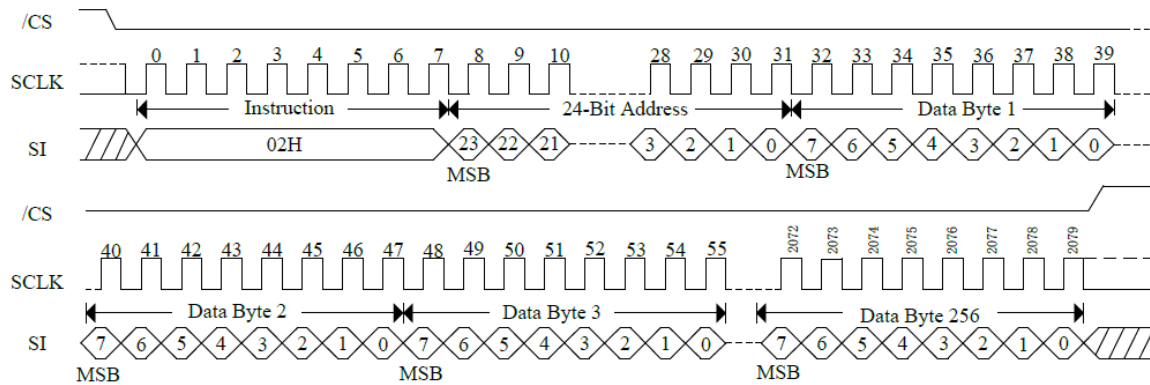 /CS
0 1 2 3 4 5 6 7 8 9 10 28 29 30 31 32 33 34 35 36 37 38 39
SCLK
Instruction 24-Bit Address Data Byte 1
SI 02H 23 22 21 3 2 1 0 7 6 5 4 3 2 1 0
MSB MSB
/CS
40 41 42 43 44 45 46 47 48 49 50 51 52 53 54 55 2072 2073 2074 2075 2076 2077 2078 2079
SCLK
Data Byte 2 Data Byte 3 Data Byte 256
SI 7 6 5 4 3 2 1 0 7 6 5 4 3 2 1 0 7 6 5 4 3 2 1 0
MSB MSB MSB